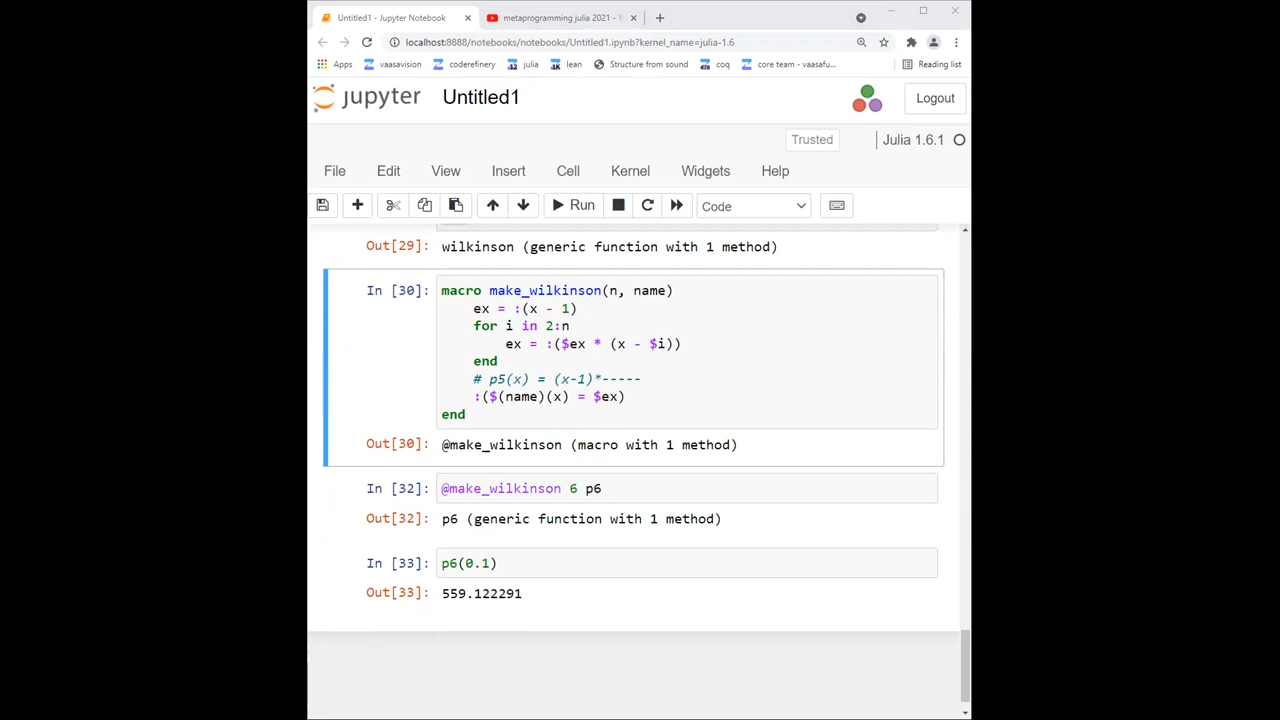 Untitled1 - Jupyter Notebook
metaprogramming julia 2021 -
localhost:8888/notebooks/notebooks/Untitled1.ipynb?kernel_name=julia-1.6
Apps vaasavision coderefinery julia lean Structure from sound coq core team - vaasafu... Reading list
jupyter Untitled1 Logout
Trusted Julia 1.6.1
File Edit View Insert Cell Kernel Widgets Help
Run Code
Out[29]: wilkinson (generic function with 1 method)
In [30]: macro make_wilkinson(n, name)
ex = :(x - 1)
for i in 2:n
ex = :($ex * (x - $i))
end
# p5(x) = (x-1)*-----
:($(name)(x) = $ex)
end
Out[30]: @make_wilkinson (macro with 1 method)
In [32]: @make_wilkinson 6 p6
Out[32]: p6 (generic function with 1 method)
In [33]: p6(0.1)
Out[33]: 559.122291